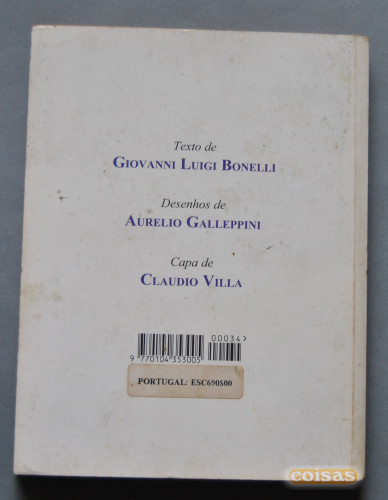 Texto de
GIOVANNI LUIGI BONELLI
Desenhos de
AURELIO GALLEPPINI
Capa de
CLAUDIO VILLA
00034>
9 770104 353005
PORTUGAL: ESC690$00
coisas